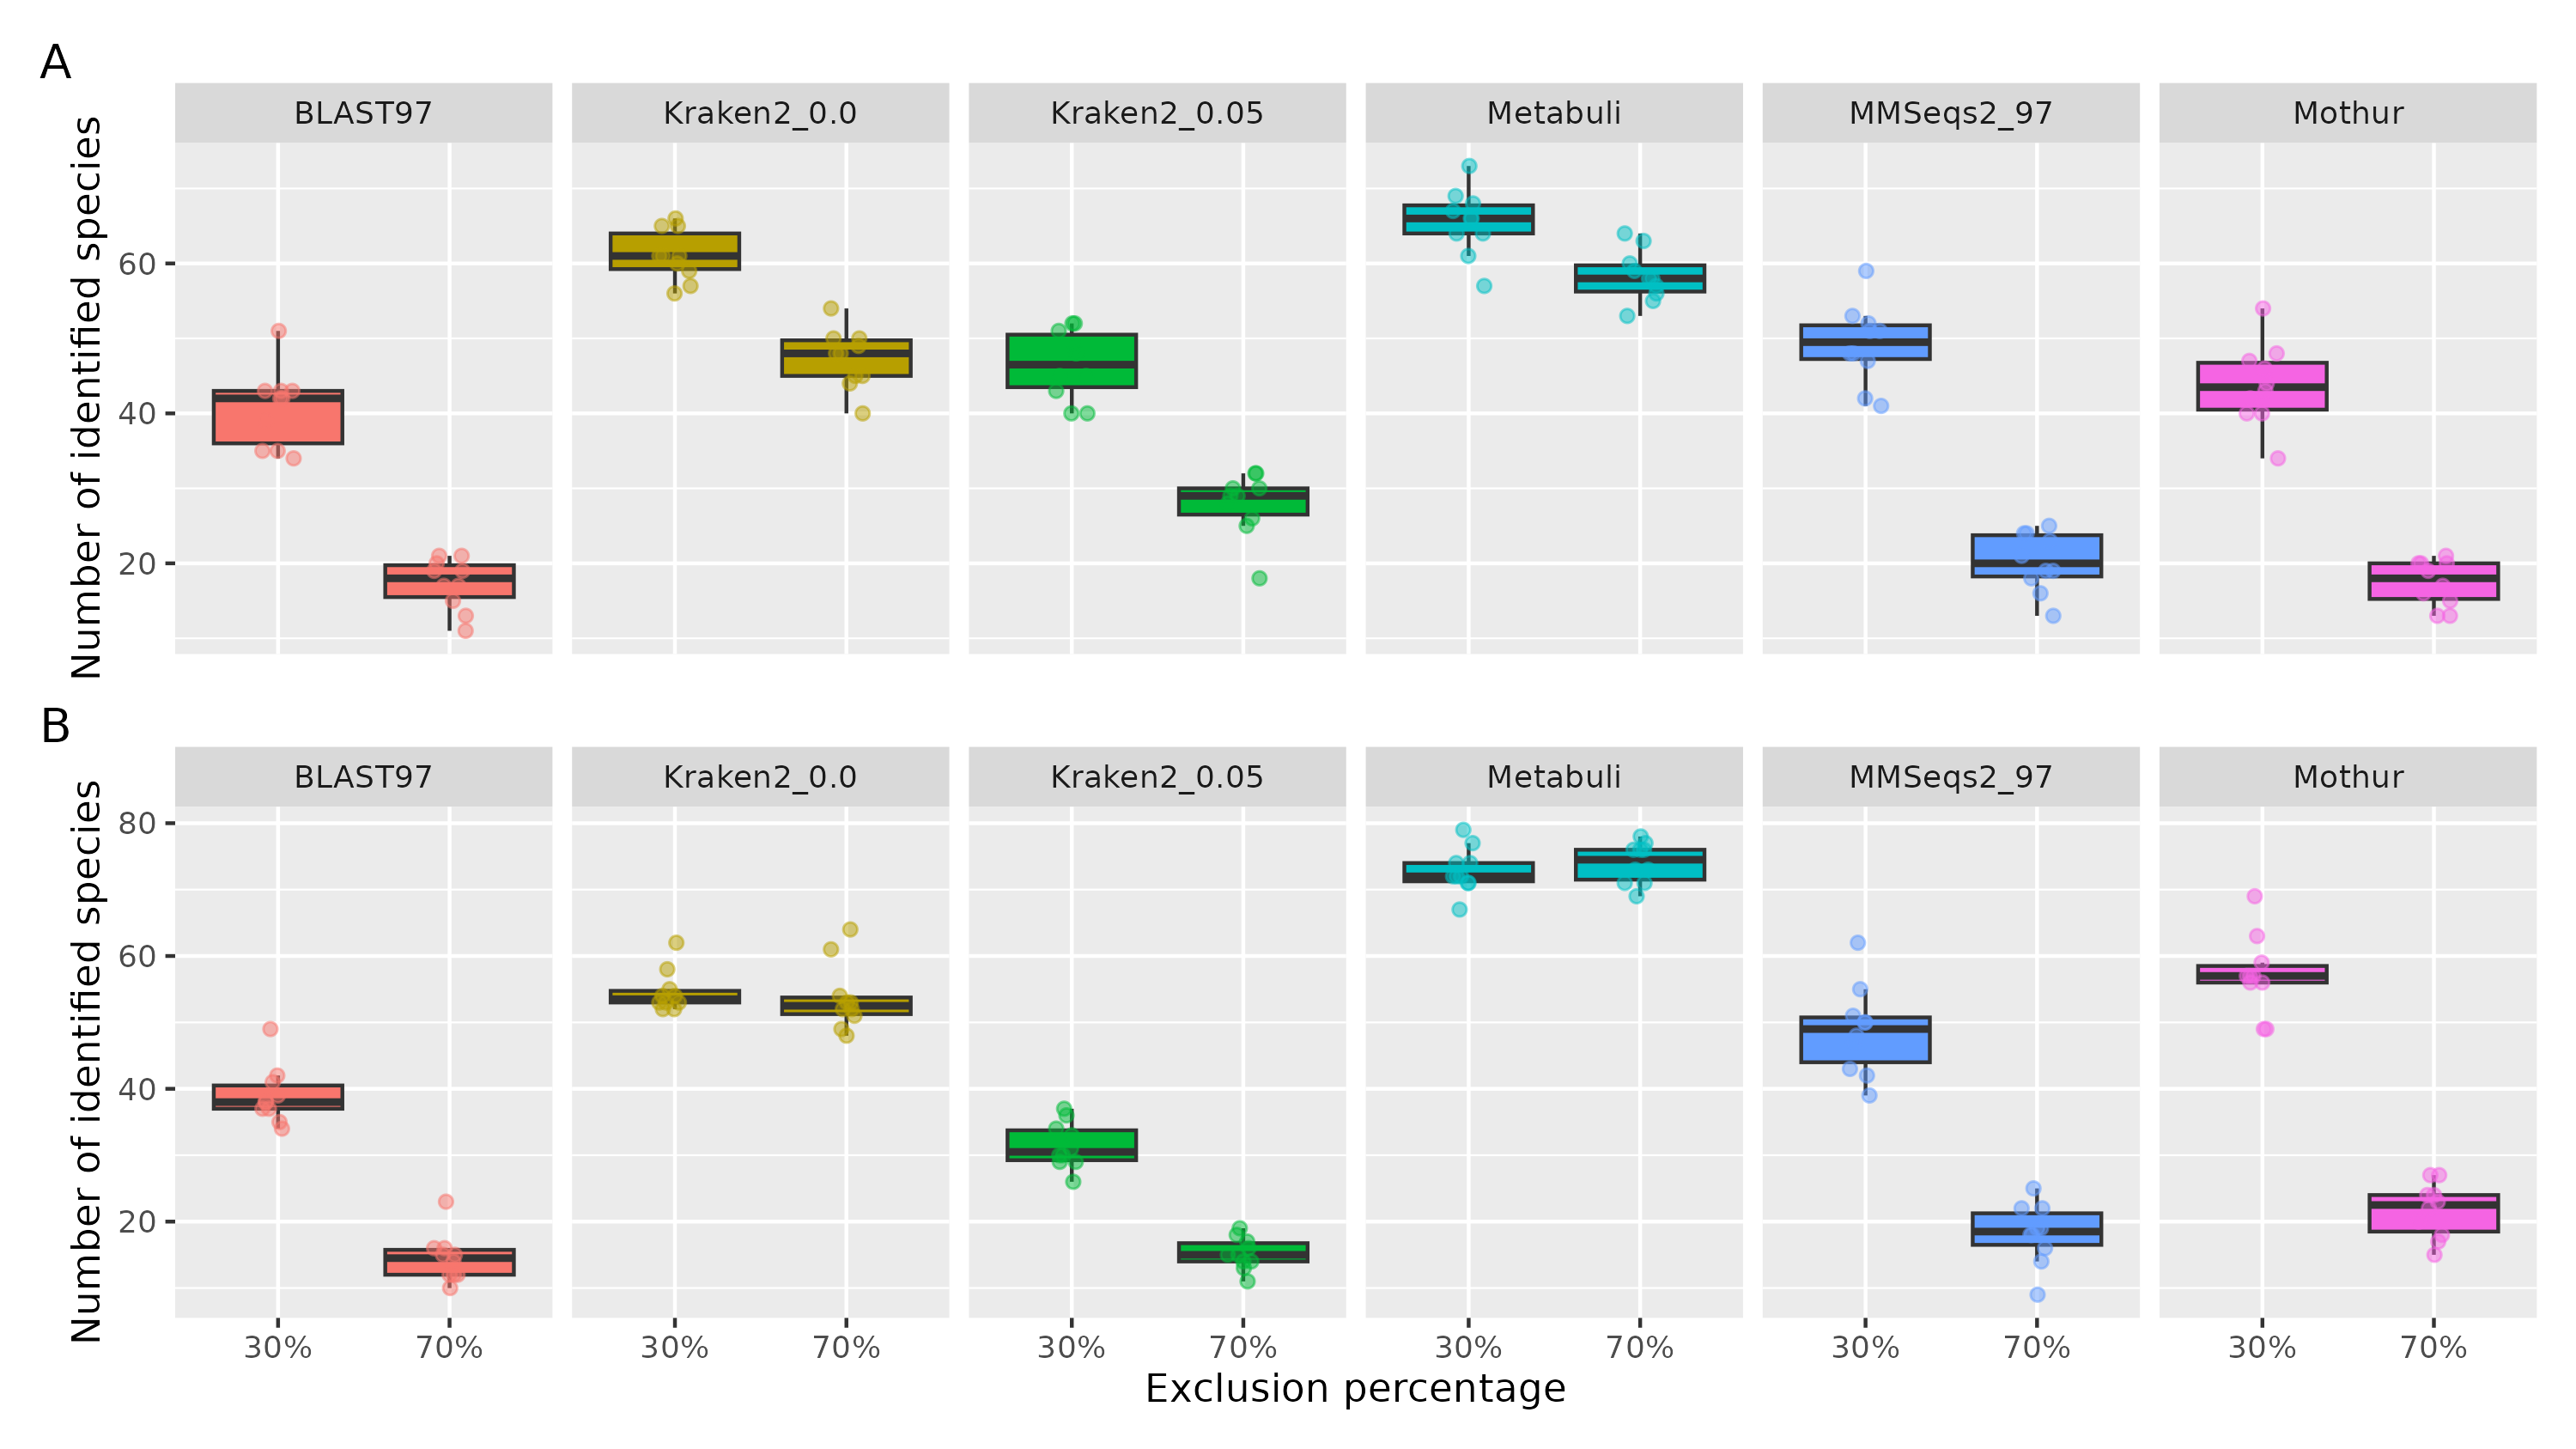 A
BLAST97 Kraken2_0.0 Kraken2_0.05 Metabuli MMSeqs2_97 Mothur
Number of identified species
60
40
20
B
BLAST97 Kraken2_0.0 Kraken2_0.05 Metabuli MMSeqs2_97 Mothur
Number of identified species
80
60
40
20
30% 70% 30% 70% 30% 70% 30% 70% 30% 70% 30% 70%
Exclusion percentage